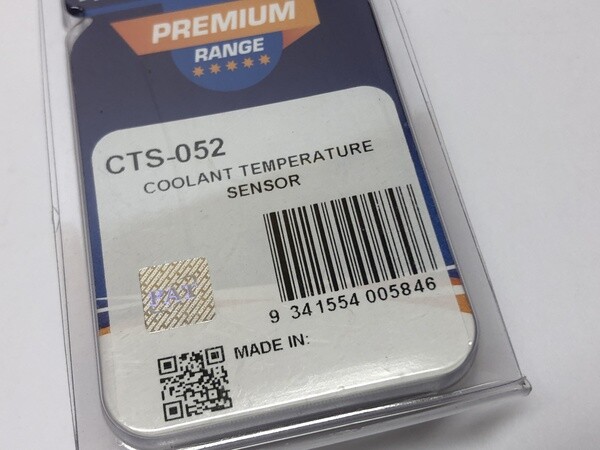 PREMIUM
RANGE
CTS-052
COOLANT TEMPERATURE
SENSOR
9 341554 005846
PAT
MADE IN: